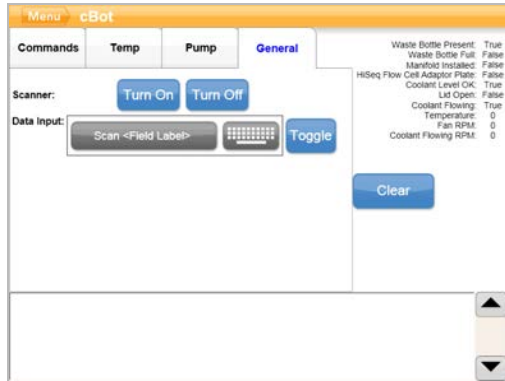 Menu cBot
Commands Temp Pump General
Scanner: Turn On Turn Off
Data Input: Scan <Field Label> Toggle
Waste Bottle Present: True
Waste Bottle Full: False
Manifold Installed: False
HiSeq Flow Cell Adaptor Plate: False
Coolant Level OK: True
Lid Open: False
Coolant Flowing: True
Temperature: 0
Fan RPM: 0
Coolant Flowing RPM: 0
Clear